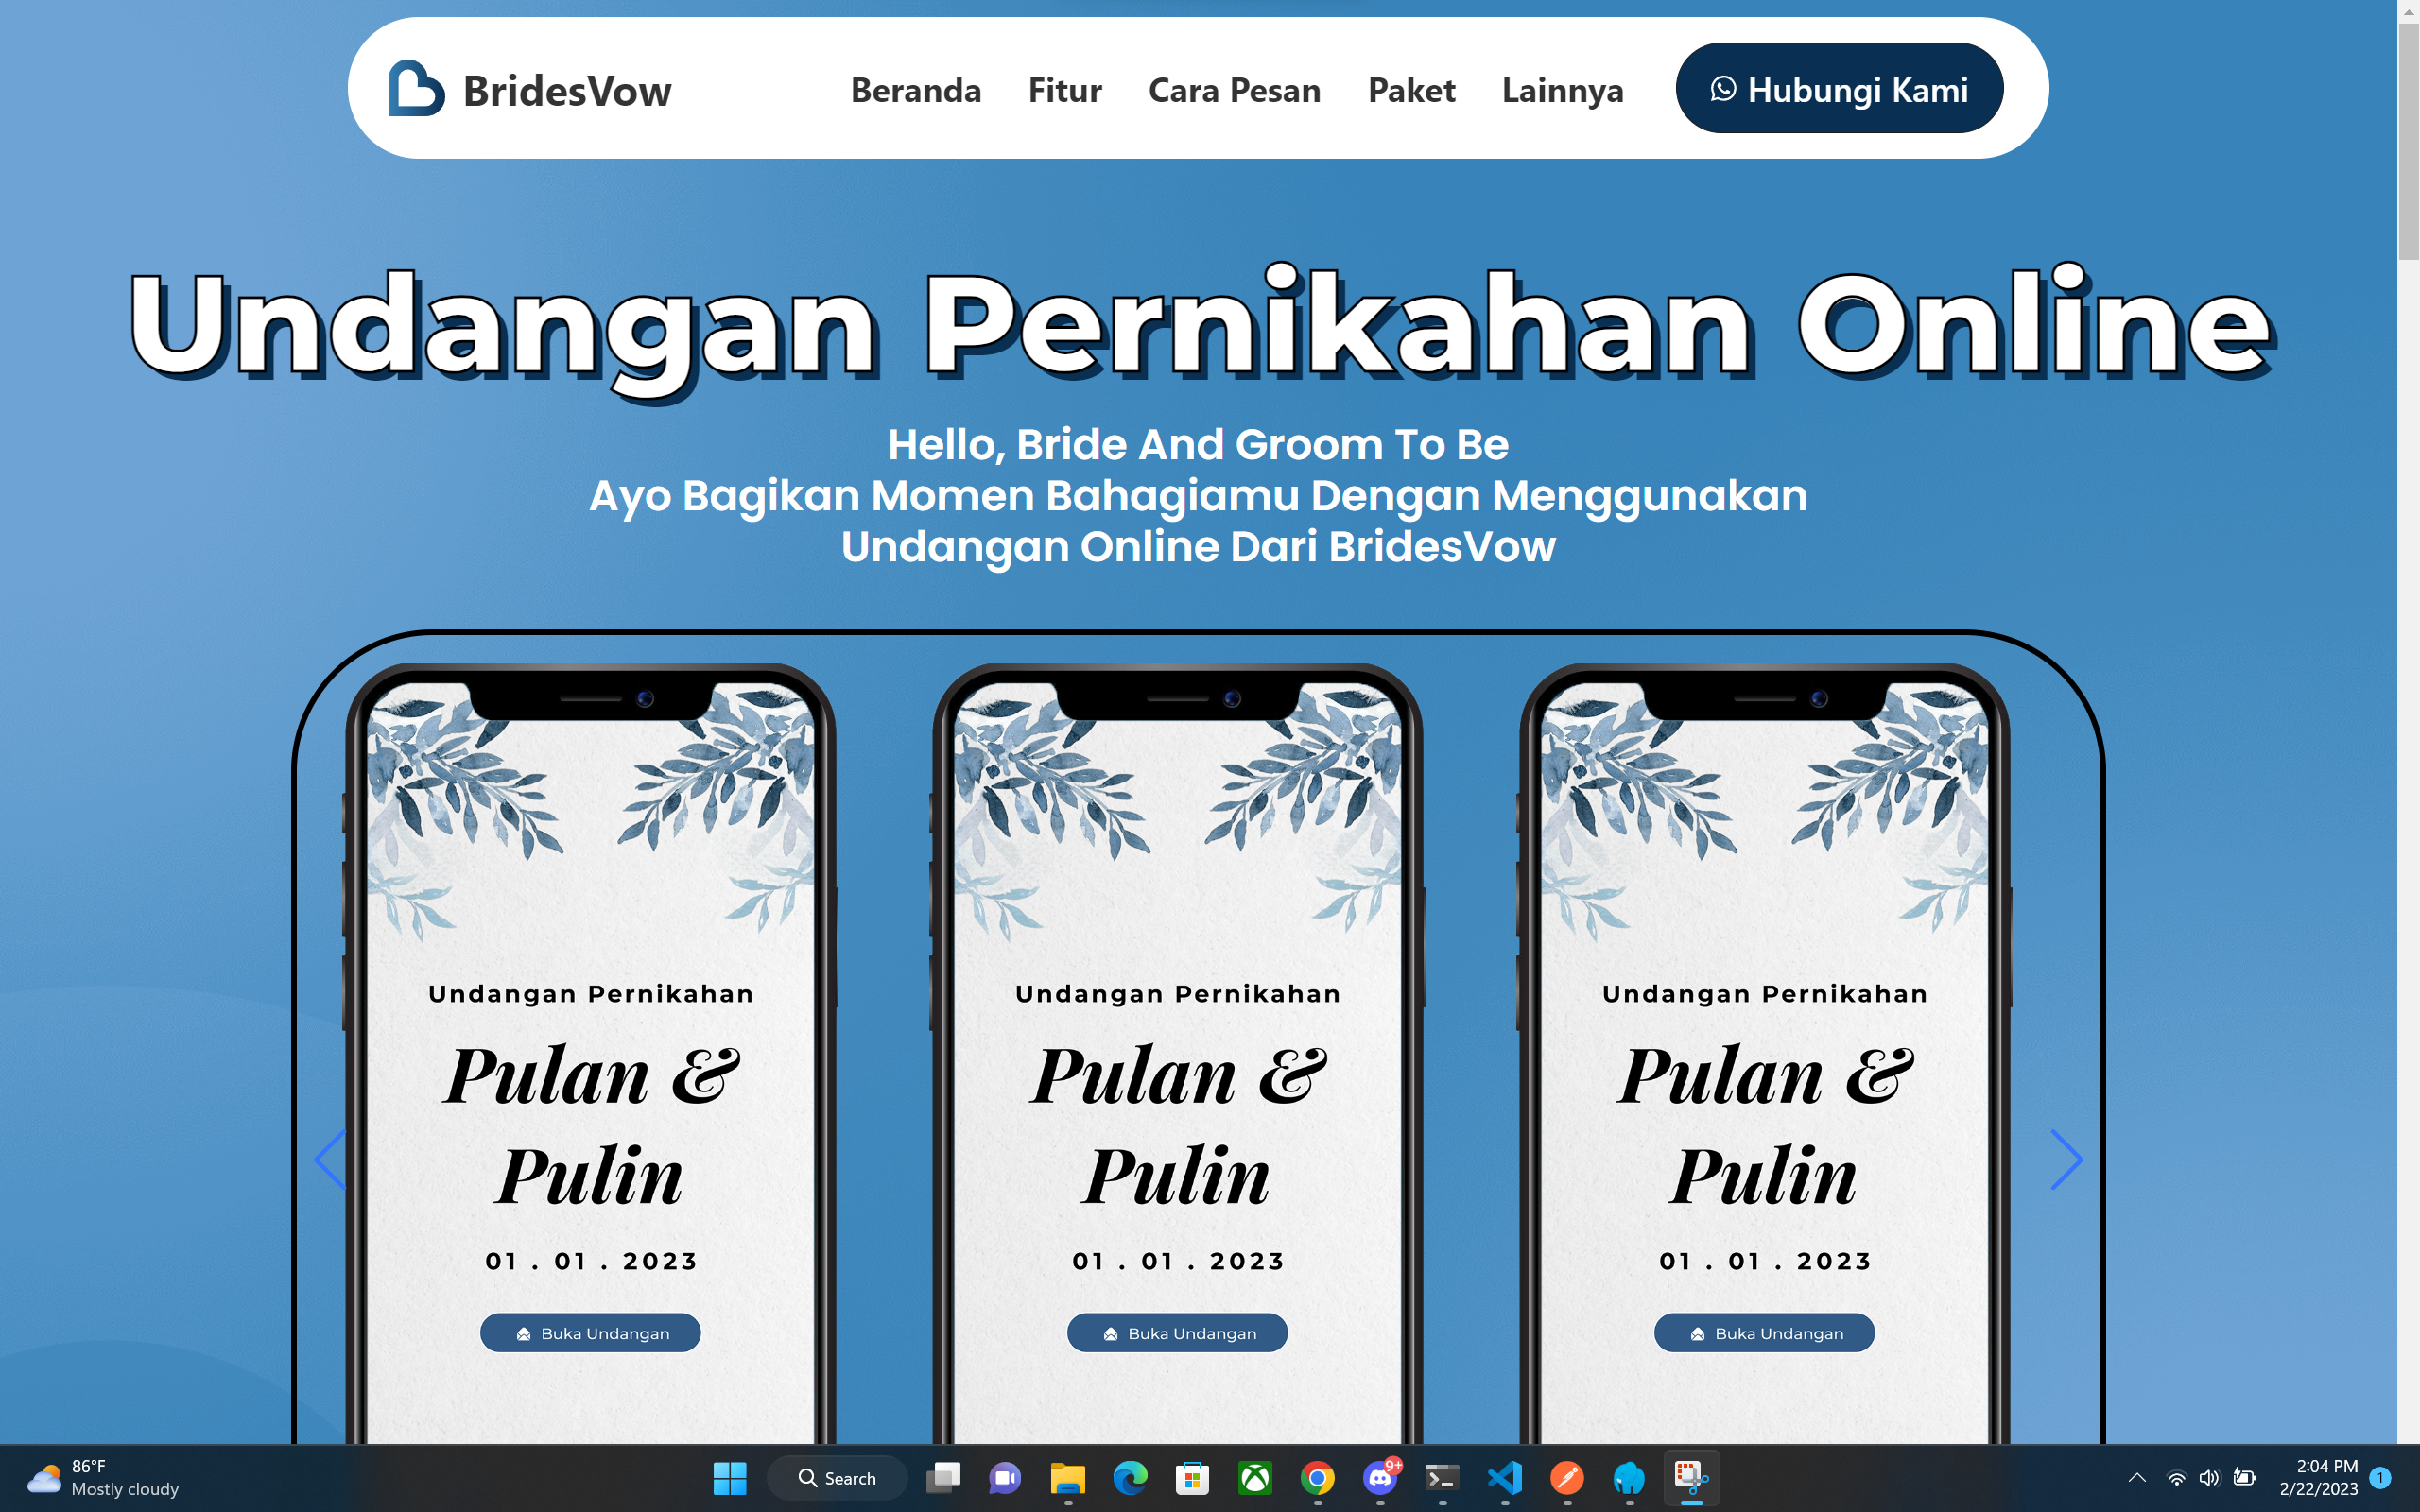 BridesVow
Beranda Fitur Cara Pesan Paket Lainnya Hubungi Kami
Undangan Pernikahan Online
Hello, Bride And Groom To Be
Ayo Bagikan Momen Bahagiamu Dengan Menggunakan
Undangan Online Dari BridesVow
Undangan Pernikahan
Pulan &
Pulin
01 . 01 . 2023
Buka Undangan
Undangan Pernikahan
Pulan &
Pulin
01 . 01 . 2023
Buka Undangan
Undangan Pernikahan
Pulan &
Pulin
01 . 01 . 2023
Buka Undangan
86°F
Mostly cloudy
Search
9+
2:04 PM
2/22/2023
1